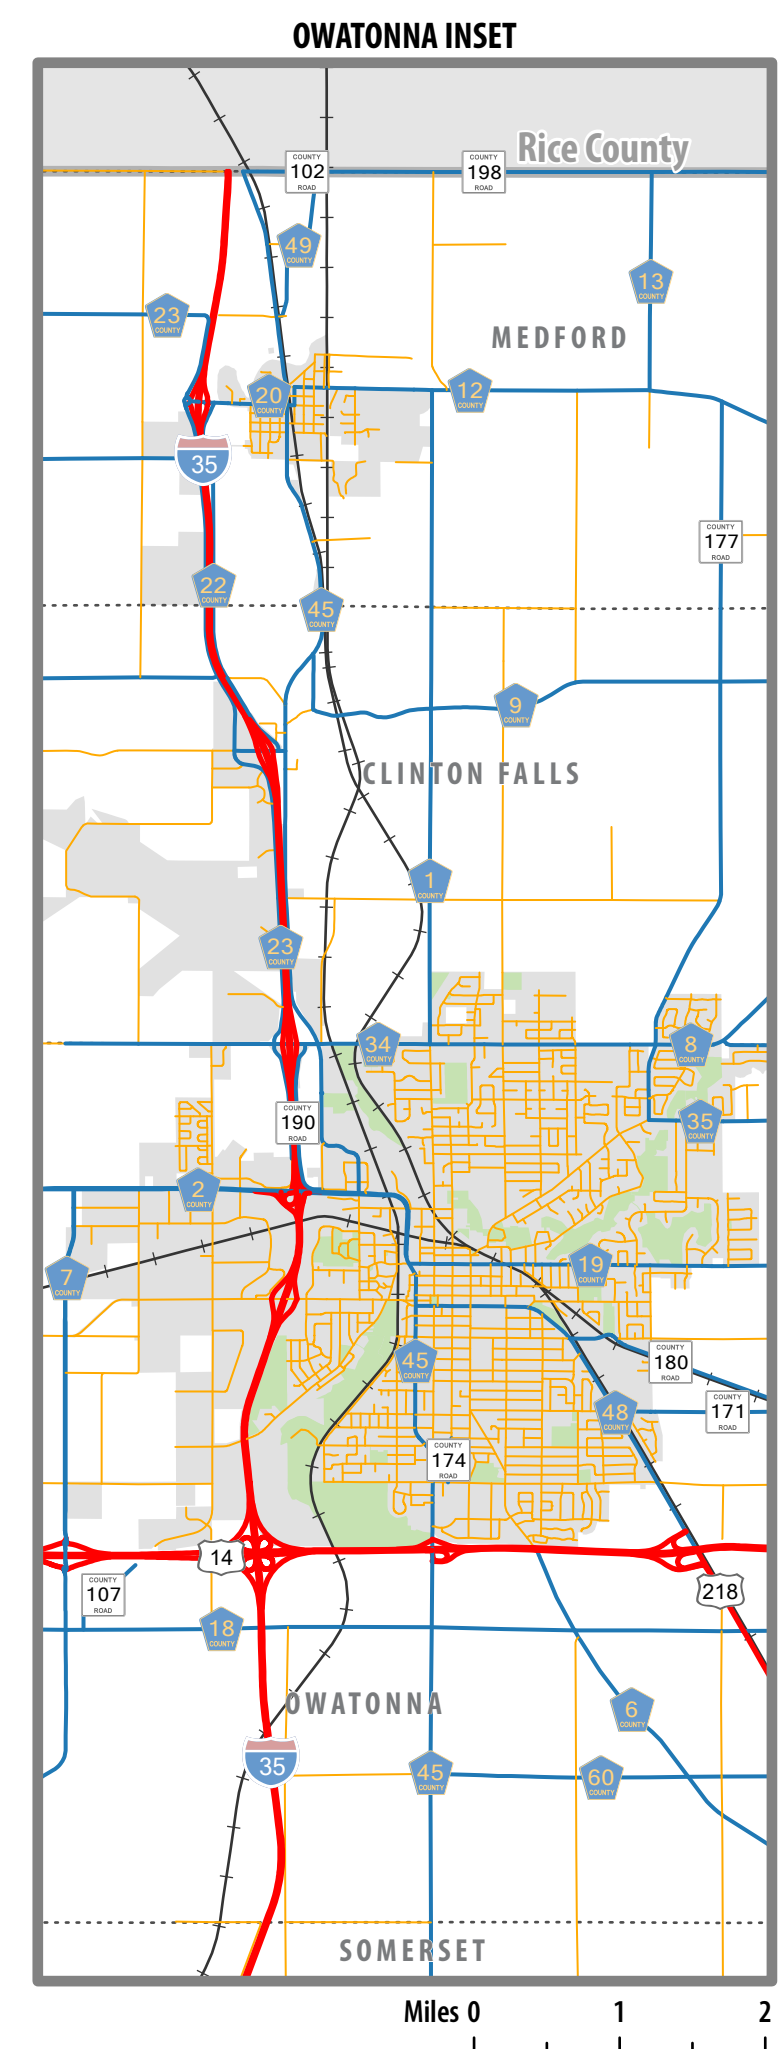 OWATONNA INSET
Rice County
COUNTY
102
ROAD
COUNTY
198
ROAD
49
COUNTY
13
COUNTY
23
COUNTY
MEDFORD
20
COUNTY
12
COUNTY
35
COUNTY
177
ROAD
22
COUNTY
45
COUNTY
9
COUNTY
CLINTON FALLS
1
COUNTY
23
COUNTY
34
COUNTY
8
COUNTY
COUNTY
190
ROAD
35
COUNTY
2
COUNTY
7
COUNTY
19
COUNTY
45
COUNTY
COUNTY
180
ROAD
48
COUNTY
COUNTY
171
ROAD
COUNTY
174
ROAD
14
COUNTY
107
ROAD
218
18
COUNTY
OWATONNA
6
COUNTY
35
45
COUNTY
60
COUNTY
SOMERSET
Miles 0 1 2